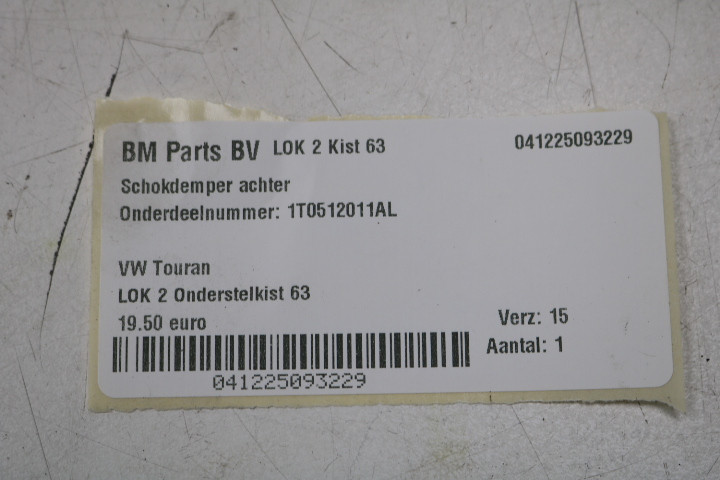 BM Parts BV LOK 2 Kist 63 041225093229
Schokdemper achter
Onderdeelnummer: 1T0512011AL
VW Touran
LOK 2 Onderstelkist 63
19.50 euro Verz: 15
Aantal: 1
041225093229